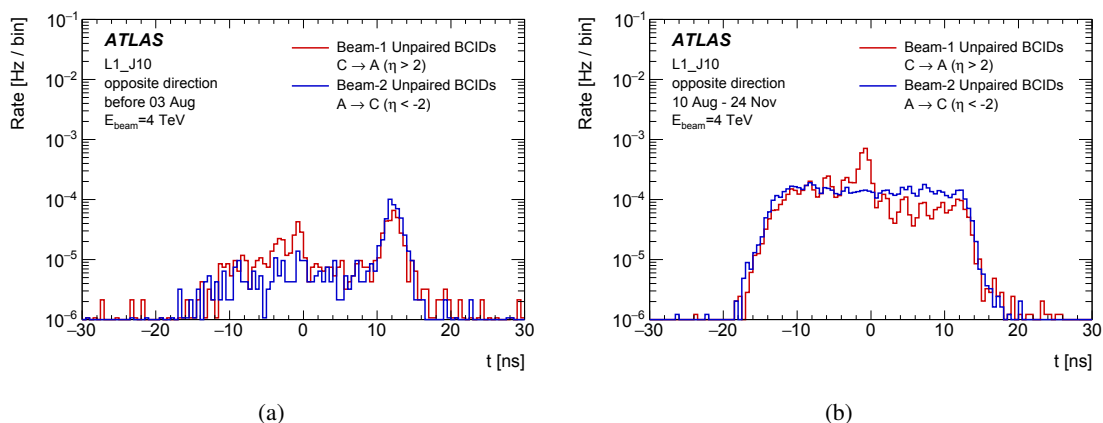 Rate [Hz / bin]
10⁻¹
10⁻²
10⁻³
10⁻⁴
10⁻⁵
10⁻⁶
ATLAS
L1_J10
opposite direction
before 03 Aug
E_beam=4 TeV
Beam-1 Unpaired BCIDs
C → A (η > 2)
Beam-2 Unpaired BCIDs
A → C (η < -2)
−30 −20 −10 0 10 20 30
t [ns]
(a)
Rate [Hz / bin]
10⁻¹
10⁻²
10⁻³
10⁻⁴
10⁻⁵
10⁻⁶
ATLAS
L1_J10
opposite direction
10 Aug - 24 Nov
E_beam=4 TeV
Beam-1 Unpaired BCIDs
C → A (η > 2)
Beam-2 Unpaired BCIDs
A → C (η < -2)
−30 −20 −10 0 10 20 30
t [ns]
(b)